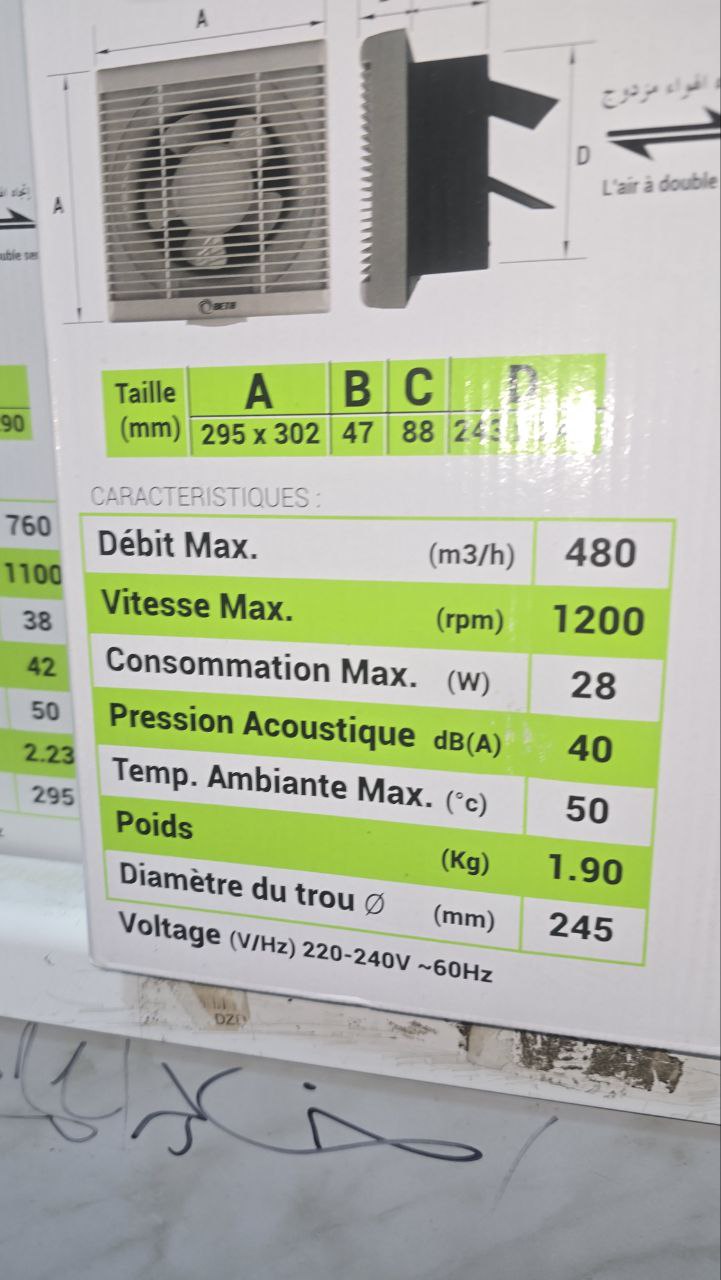 A
A
D
اقواء مزدوج
L'air à double
BETA
Taille (mm) A B C D
295 x 302 47 88
CARACTERISTIQUES :
Débit Max. (m3/h) 480
Vitesse Max. (rpm) 1200
Consommation Max. (W) 28
Pression Acoustique dB(A) 40
Temp. Ambiante Max. (°c) 50
Poids (Kg) 1.90
Diamètre du trou Ø (mm) 245
Voltage (V/Hz) 220-240V ~60Hz
90
760
1100
38
42
50
2.23
295